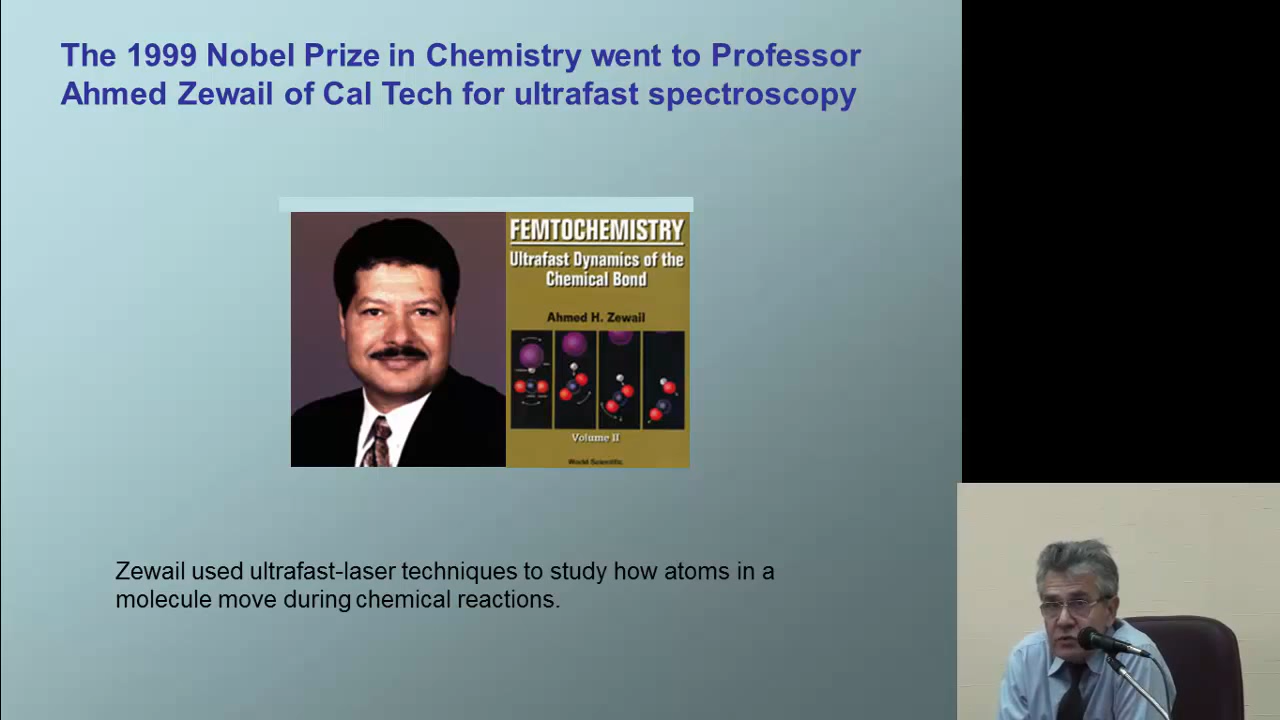 The 1999 Nobel Prize in Chemistry went to Professor
Ahmed Zewail of Cal Tech for ultrafast spectroscopy
FEMTOCHEMISTRY
Ultrafast Dynamics of the
Chemical Bond
Ahmed H. Zewail
Volume II
World Scientific
Zewail used ultrafast-laser techniques to study how atoms in a
molecule move during chemical reactions.